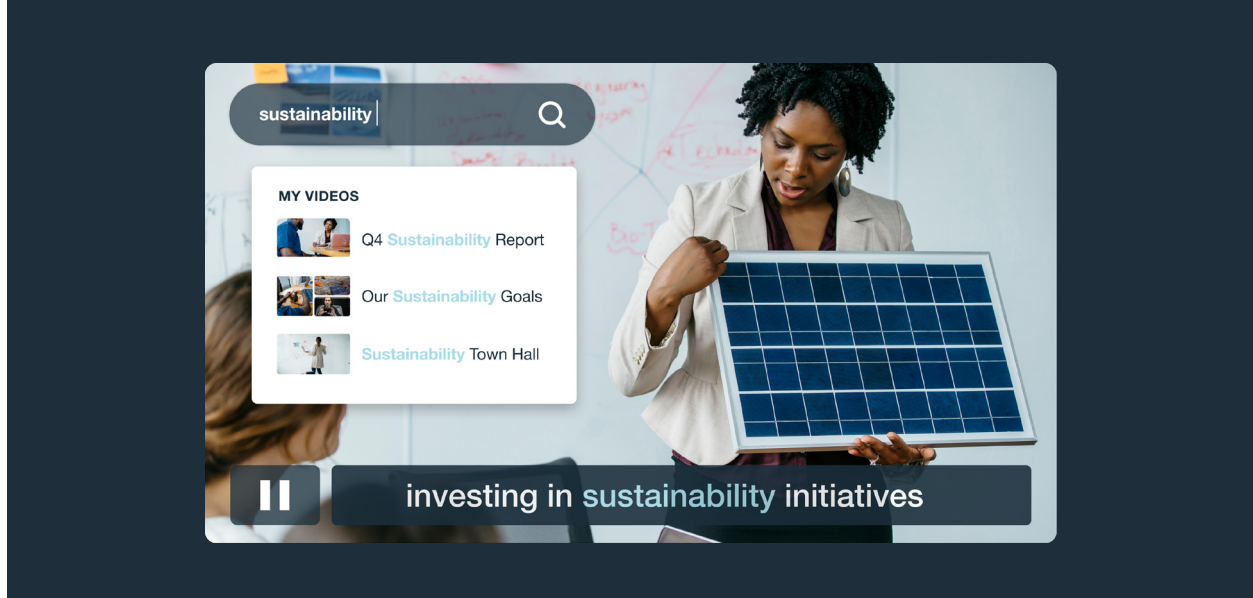 sustainability
MY VIDEOS
Q4 Sustainability Report
Our Sustainability Goals
Sustainability Town Hall
investing in sustainability initiatives